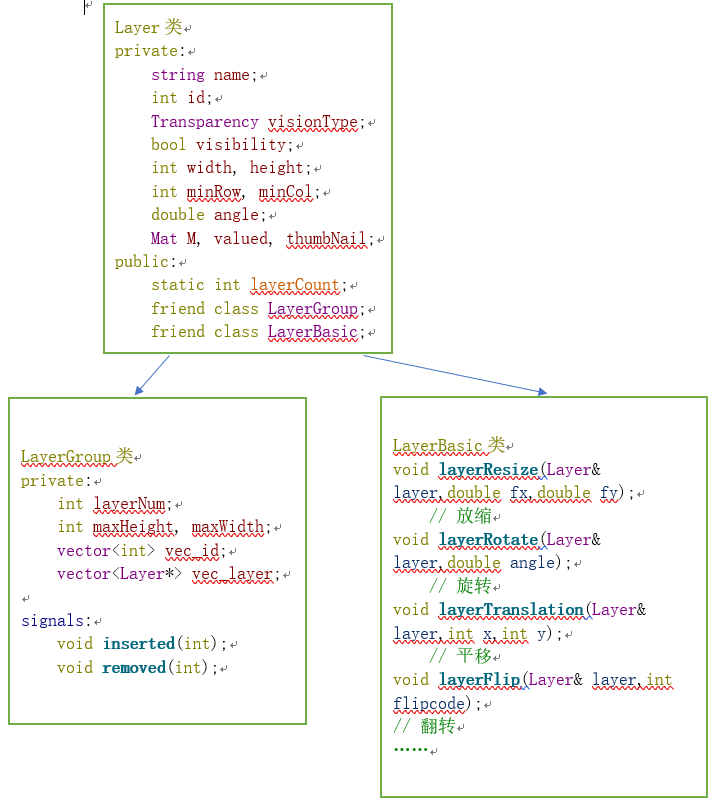 Layer 类
private:
string name;
int id;
Transparency visionType;
bool visibility;
int width, height;
int minRow, minCol;
double angle;
Mat M, valued, thumbNail;
public:
static int layerCount;
friend class LayerGroup;
friend class LayerBasic;
LayerGroup 类
private:
int layerNum;
int maxHeight, maxWidth;
vector<int> vec_id;
vector<Layer*> vec_layer;
signals:
void inserted(int);
void removed(int);
LayerBasic 类
void layerResize(Layer&
layer,double fx,double fy);
// 放缩
void layerRotate(Layer&
layer,double angle);
// 旋转
void layerTranslation(Layer&
layer,int x,int y);
// 平移
void layerFlip(Layer& layer,int
flipcode);
// 翻转
……